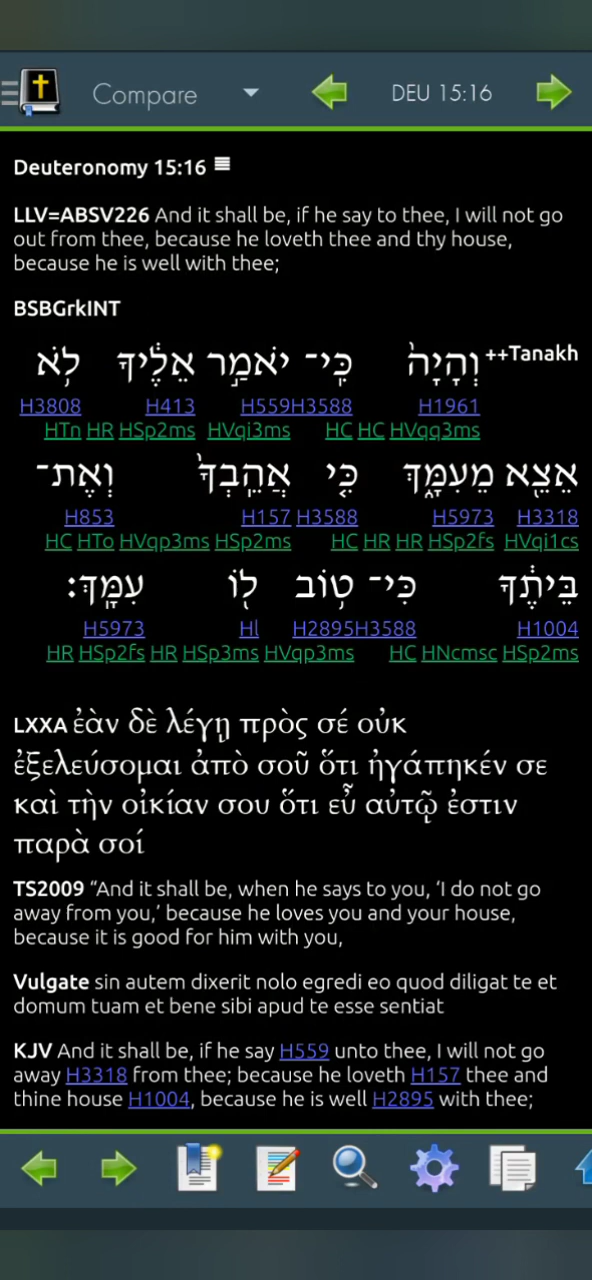 Compare
DEU 15:16
Deuteronomy 15:16
LLV=ABSV226 And it shall be, if he say to thee, I will not go
out from thee, because he loveth thee and thy house,
because he is well with thee;
BSBGrkINT
++Tanakh וְהָיָה֙ כִּֽי־ יֹאמַ֣ר אֵלֶ֔יךָ לֹ֥א
H3808 H413 H559H3588 H1961
HTn HR HSp2ms HVqi3ms HC HC HVqq3ms
אֵצֵ֖א מֵעִמָּ֑ךְ כִּ֤י אֲהֵֽבְךָ֙ וְאֶת־
H853 H157 H3588 H5973 H3318
HC HTo HVqp3ms HSp2ms HC HR HR HSp2fs HVqi1cs
בֵּיתֶ֔ךָ כִּי־ ט֥וֹב ל֖וֹ עִמָּֽךְ׃
H5973 Hl H2895H3588 H1004
HR HSp2fs HR HSp3ms HVqp3ms HC HNcmsc HSp2ms
LXXA ἐὰν δὲ λέγῃ πρὸς σέ οὐκ
ἐξελεύσομαι ἀπὸ σοῦ ὅτι ἠγάπηκέν σε
καὶ τὴν οἰκίαν σου ὅτι εὖ αὐτῷ ἐστιν
παρὰ σοί
TS2009 “And it shall be, when he says to you, ‘I do not go
away from you,’ because he loves you and your house,
because it is good for him with you,
Vulgate sin autem dixerit nolo egredi eo quod diligat te et
domum tuam et bene sibi apud te esse sentiat
KJV And it shall be, if he say H559 unto thee, I will not go
away H3318 from thee; because he loveth H157 thee and
thine house H1004, because he is well H2895 with thee;